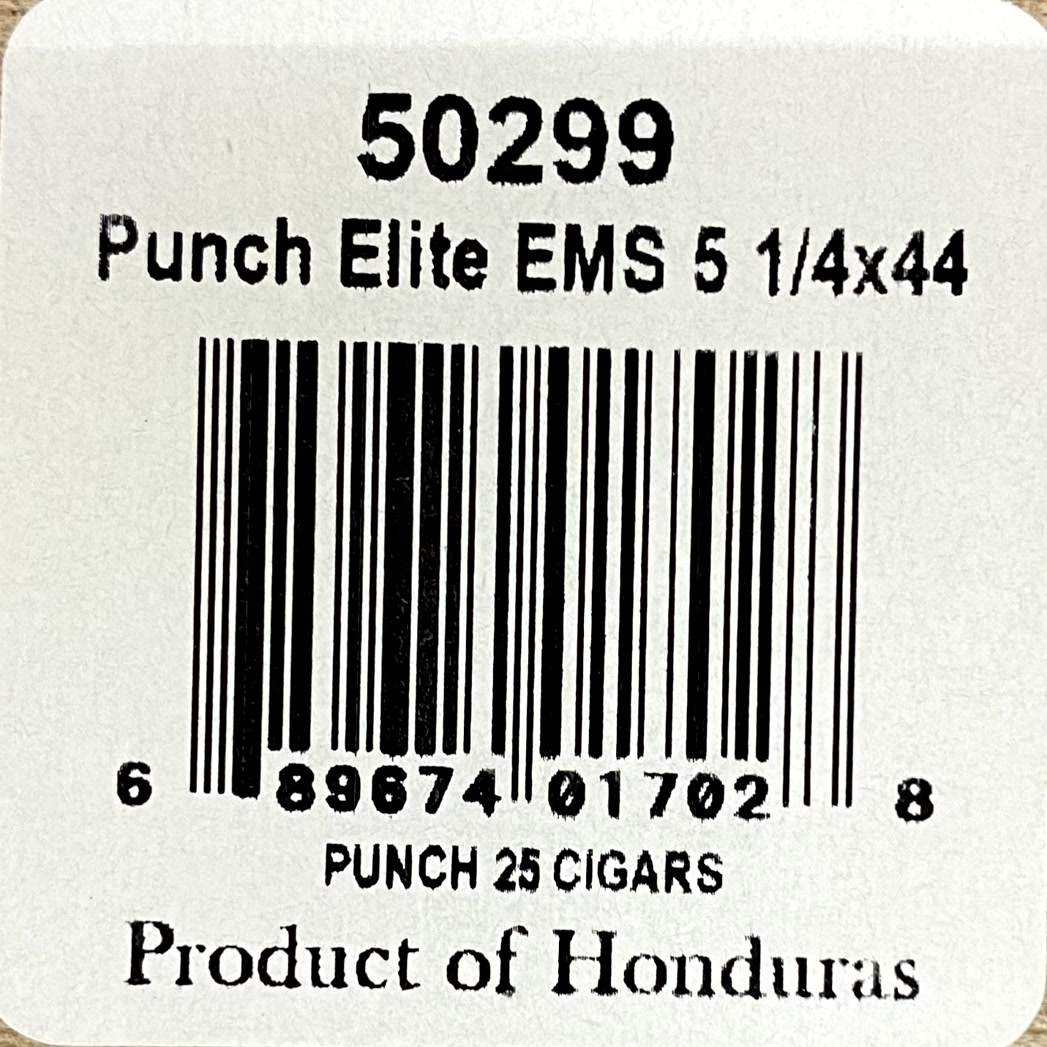 50299
Punch Elite EMS 5 1/4x44
6 89674 01702 8
PUNCH 25 CIGARS
Product of Honduras